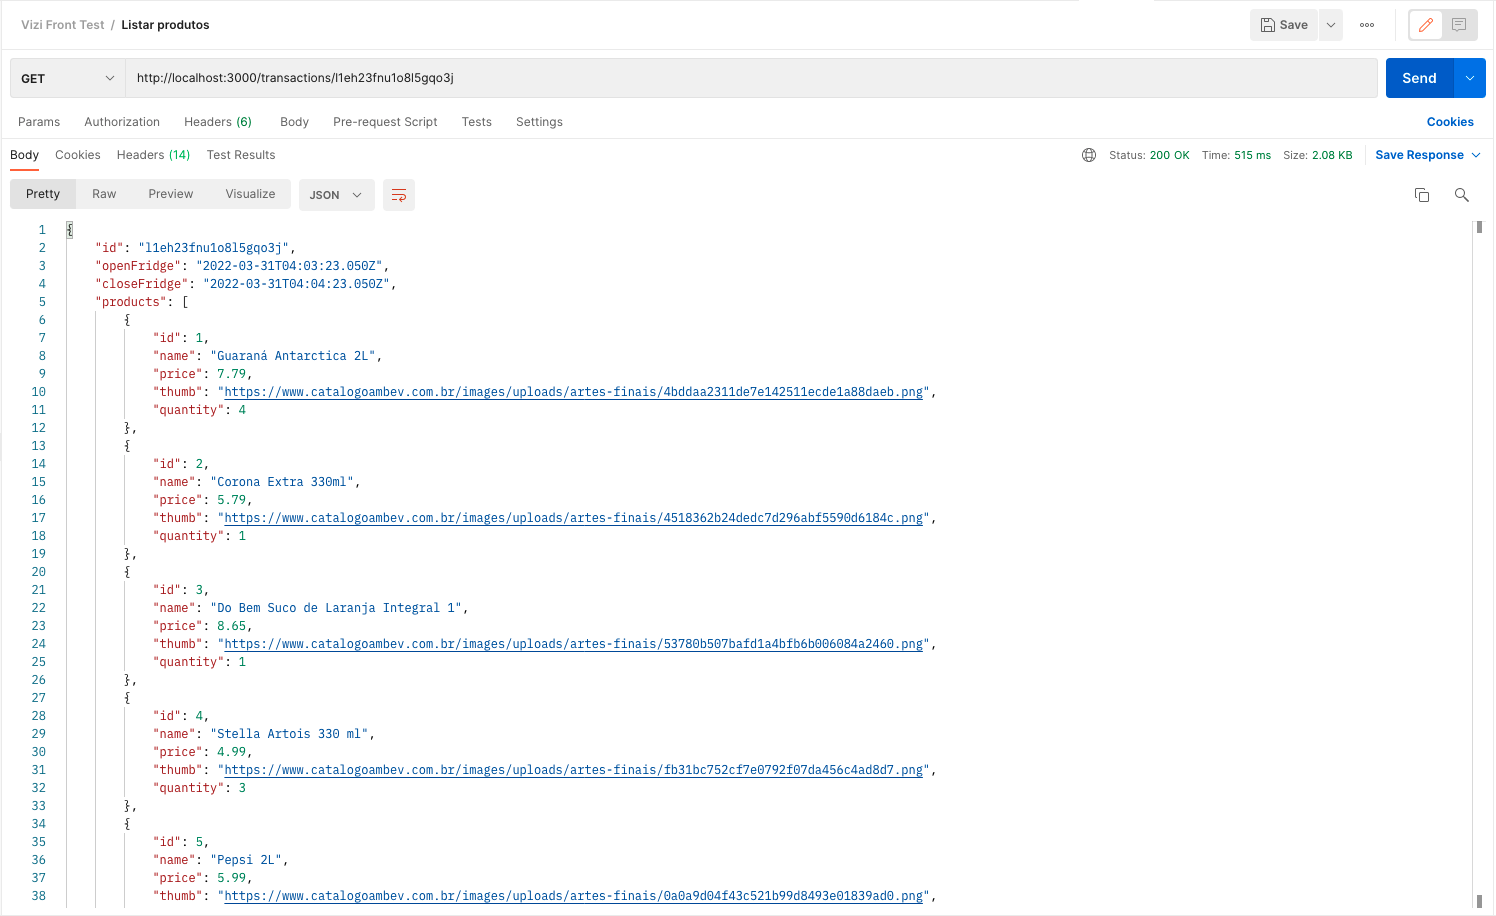 Vizi Front Test / Listar produtos
Save
GET
http://localhost:3000/transactions/l1eh23fnu1o8l5gqo3j
Send
Params Authorization Headers (6) Body Pre-request Script Tests Settings Cookies
Body Cookies Headers (14) Test Results Status: 200 OK Time: 515 ms Size: 2.08 KB Save Response
Pretty Raw Preview Visualize JSON
1 {
2 "id": "l1eh23fnu1o8l5gqo3j",
3 "openFridge": "2022-03-31T04:03:23.050Z",
4 "closeFridge": "2022-03-31T04:04:23.050Z",
5 "products": [
6 {
7 "id": 1,
8 "name": "Guaraná Antarctica 2L",
9 "price": 7.79,
10 "thumb": "https://www.catalogoambev.com.br/images/uploads/artes-finais/4bddaa2311de7e142511ecde1a88daeb.png",
11 "quantity": 4
12 },
13 {
14 "id": 2,
15 "name": "Corona Extra 330ml",
16 "price": 5.79,
17 "thumb": "https://www.catalogoambev.com.br/images/uploads/artes-finais/4518362b24dedc7d296abf5590d6184c.png",
18 "quantity": 1
19 },
20 {
21 "id": 3,
22 "name": "Do Bem Suco de Laranja Integral 1",
23 "price": 8.65,
24 "thumb": "https://www.catalogoambev.com.br/images/uploads/artes-finais/53780b507bafd1a4bfb6b006084a2460.png",
25 "quantity": 1
26 },
27 {
28 "id": 4,
29 "name": "Stella Artois 330 ml",
30 "price": 4.99,
31 "thumb": "https://www.catalogoambev.com.br/images/uploads/artes-finais/fb31bc752cf7e0792f07da456c4ad8d7.png",
32 "quantity": 3
33 },
34 {
35 "id": 5,
36 "name": "Pepsi 2L",
37 "price": 5.99,
38 "thumb": "https://www.catalogoambev.com.br/images/uploads/artes-finais/0a0a9d04f43c521b99d8493e01839ad0.png",